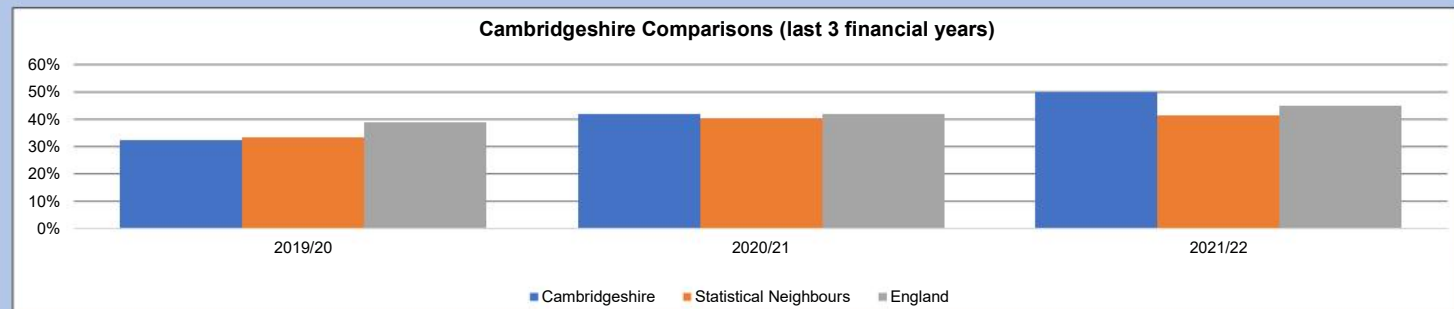 Cambridgeshire Comparisons (last 3 financial years)
60%
50%
40%
30%
20%
10%
0%
2019/20 2020/21 2021/22
Cambridgeshire Statistical Neighbours England